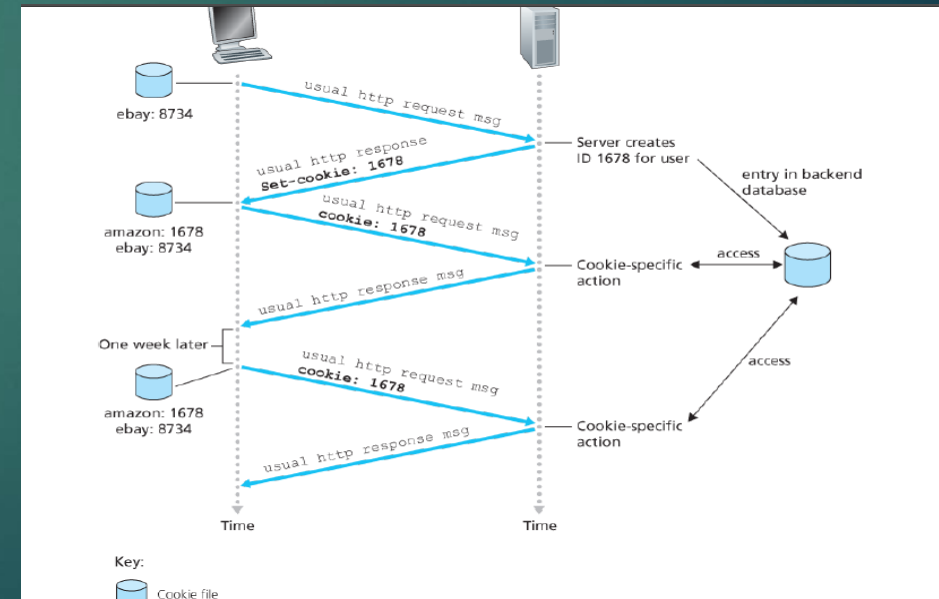 usual http request msg
ebay: 8734
Server creates
ID 1678 for user
usual http response
Set-cookie: 1678
entry in backend
database
usual http request msg
cookie: 1678
amazon: 1678
ebay: 8734
access
Cookie-specific
action
usual http response msg
One week later
usual http request msg
cookie: 1678
access
amazon: 1678
ebay: 8734
Cookie-specific
action
usual http response msg
Time
Time
Key:
Cookie file